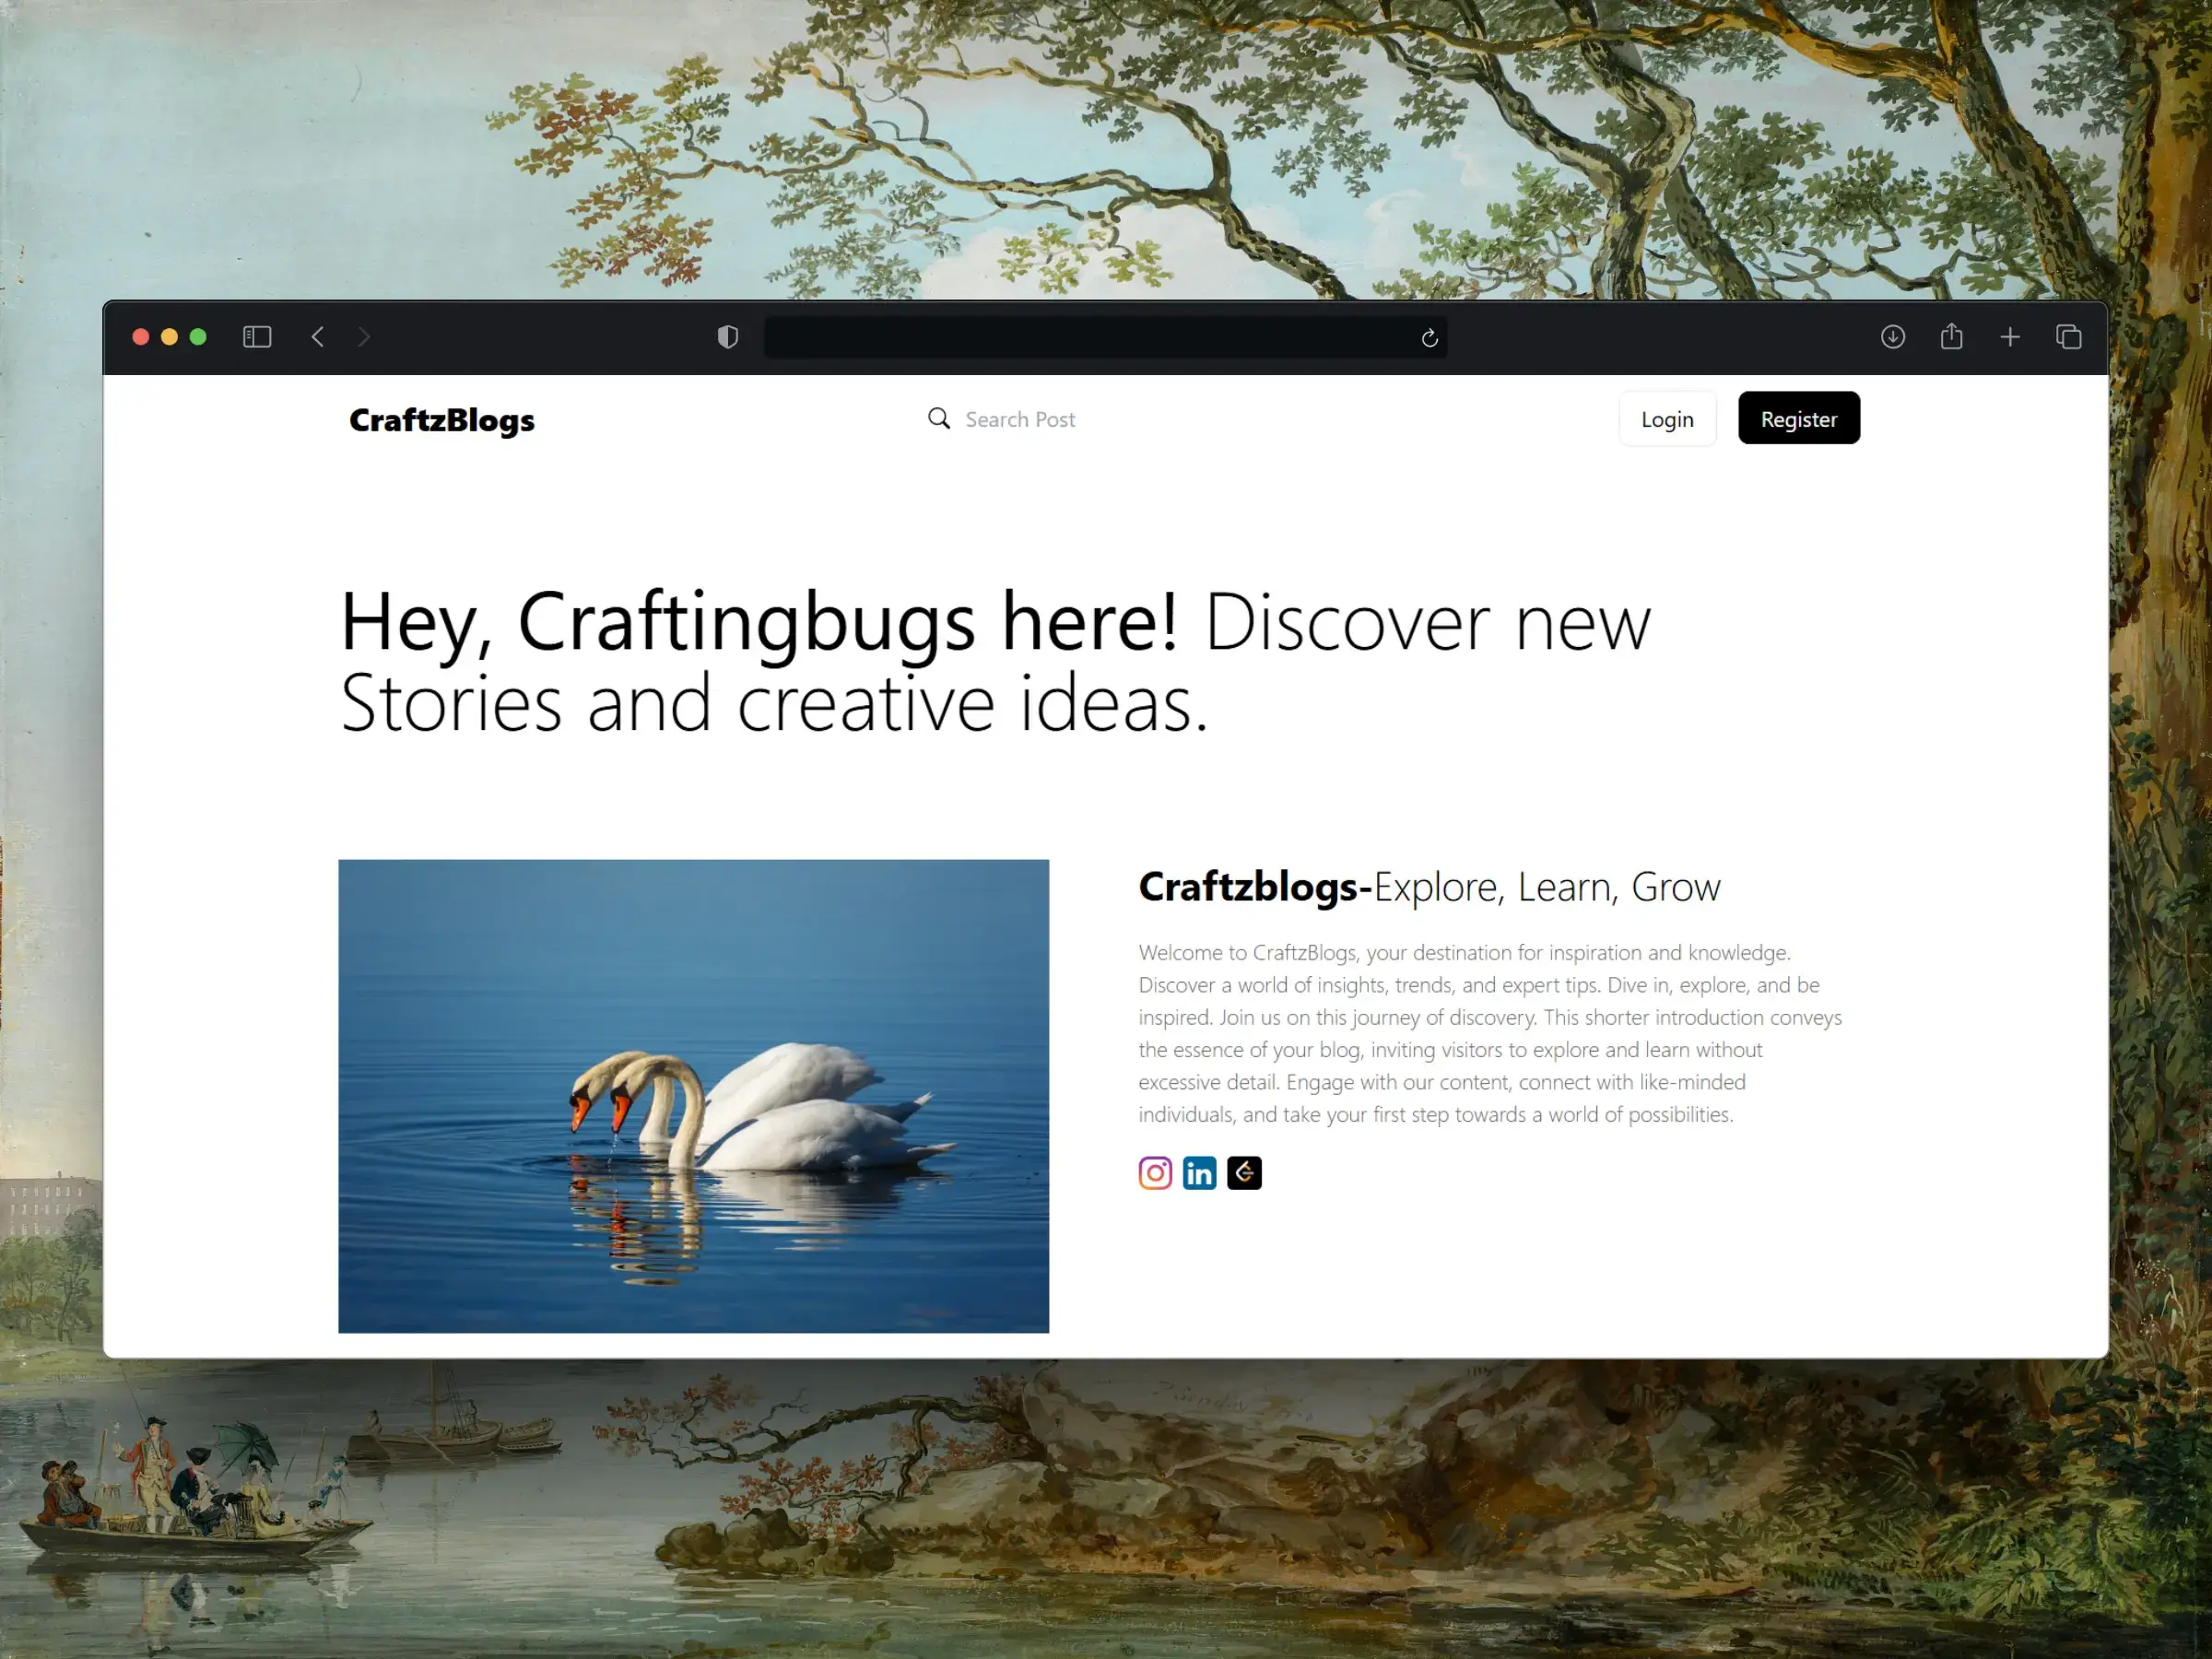 CraftzBlogs
Search Post
Login
Register
Hey, Craftingbugs here! Discover new
Stories and creative ideas.
Craftzblogs-Explore, Learn, Grow
Welcome to CraftzBlogs, your destination for inspiration and knowledge.
Discover a world of insights, trends, and expert tips. Dive in, explore, and be
inspired. Join us on this journey of discovery. This shorter introduction conveys
the essence of your blog, inviting visitors to explore and learn without
excessive detail. Engage with our content, connect with like-minded
individuals, and take your first step towards a world of possibilities.
in